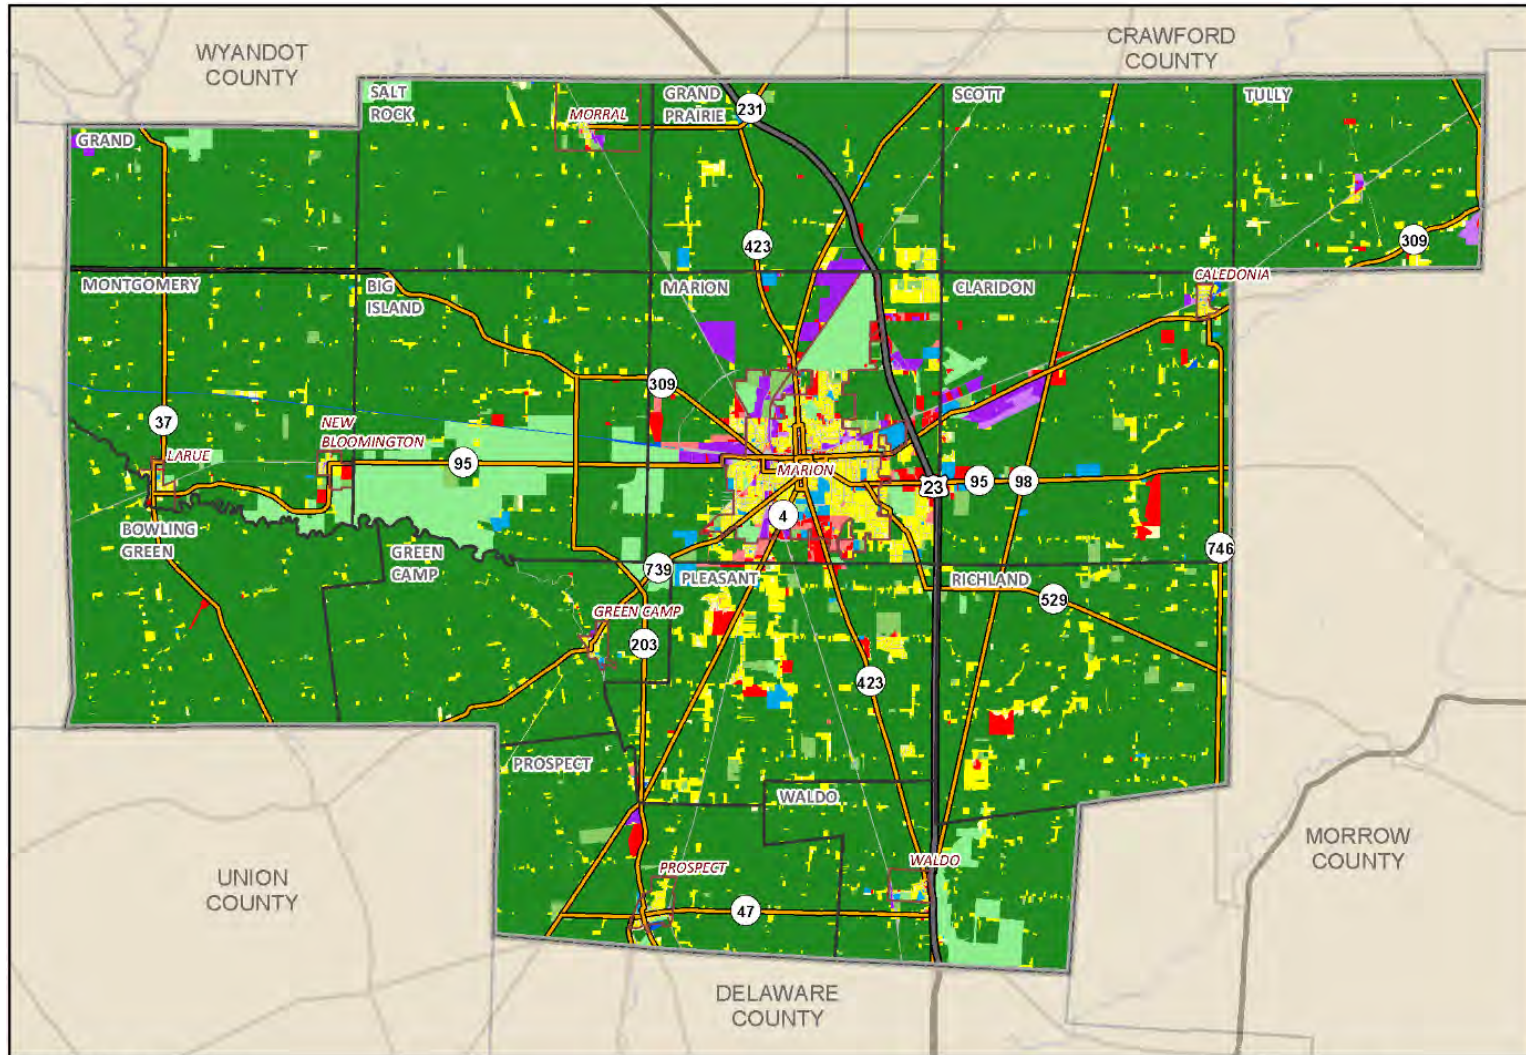 WYANDOT
COUNTY
CRAWFORD
COUNTY
SALT
ROCK
GRAND
PRAIRIE
SCOTT
TULLY
MORRAL
231
GRAND
423
309
MONTGOMERY
BIG
ISLAND
MARION
CLARIDON
CALEDONIA
309
37
NEW
BLOOMINGTON
LARUE
95
MARION
23
95
98
4
BOWLING
GREEN
GREEN
CAMP
739
PLEASANT
RICHLAND
746
529
GREEN CAMP
203
423
PROSPECT
WALDO
MORROW
COUNTY
PROSPECT
WALDO
UNION
COUNTY
47
DELAWARE
COUNTY